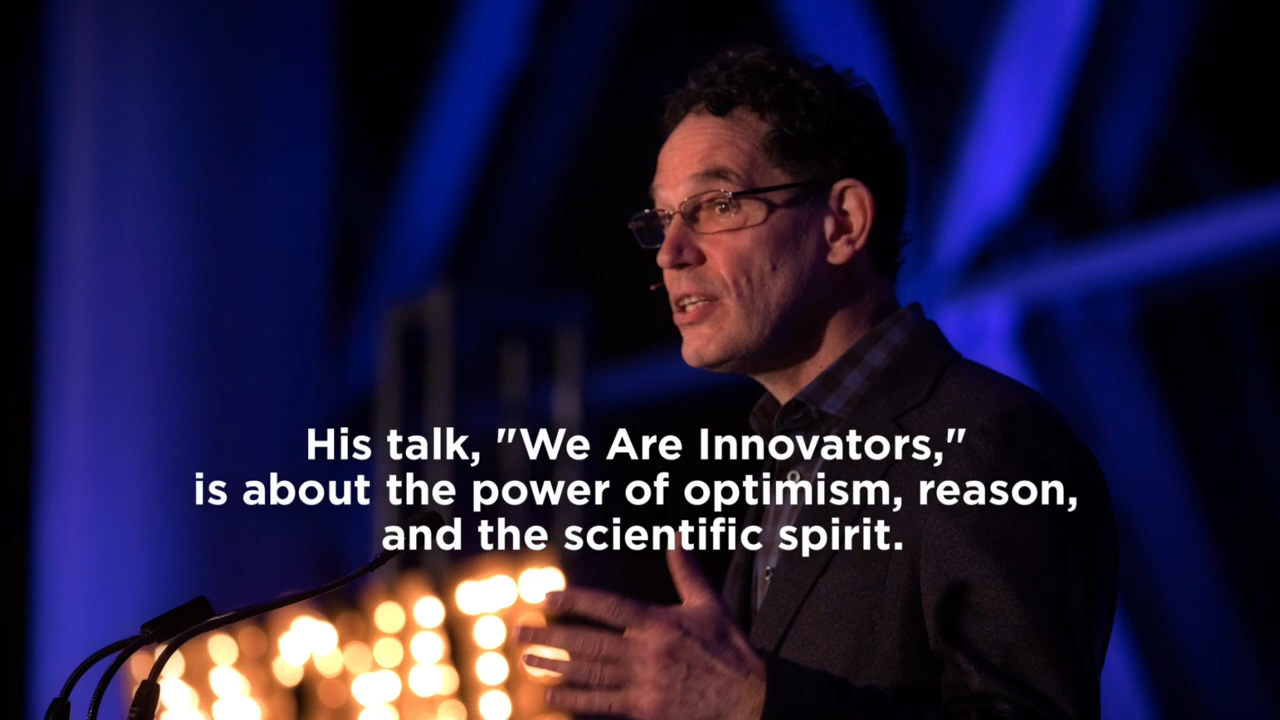 His talk, "We Are Innovators,"
is about the power of optimism, reason,
and the scientific spirit.